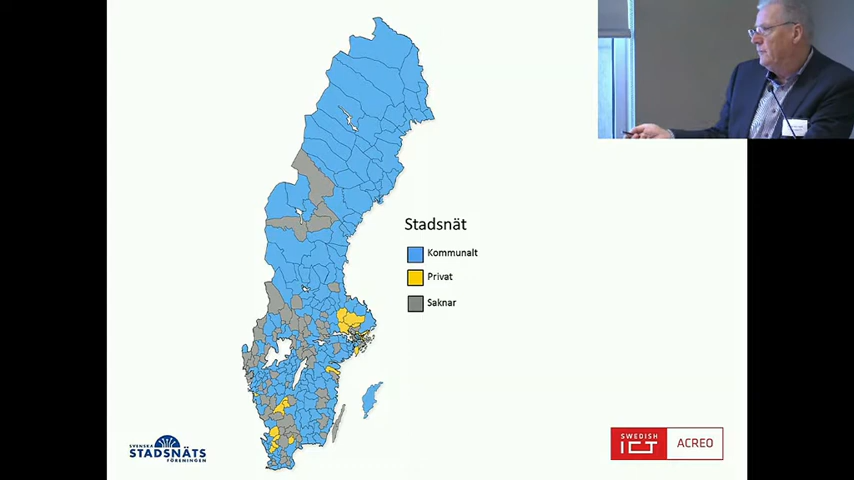 Stadsnät
Kommunalt
Privat
Saknar
SVENSKA
STADSNÄTS
FÖRENINGEN
SWEDISH
ICT
ACREO